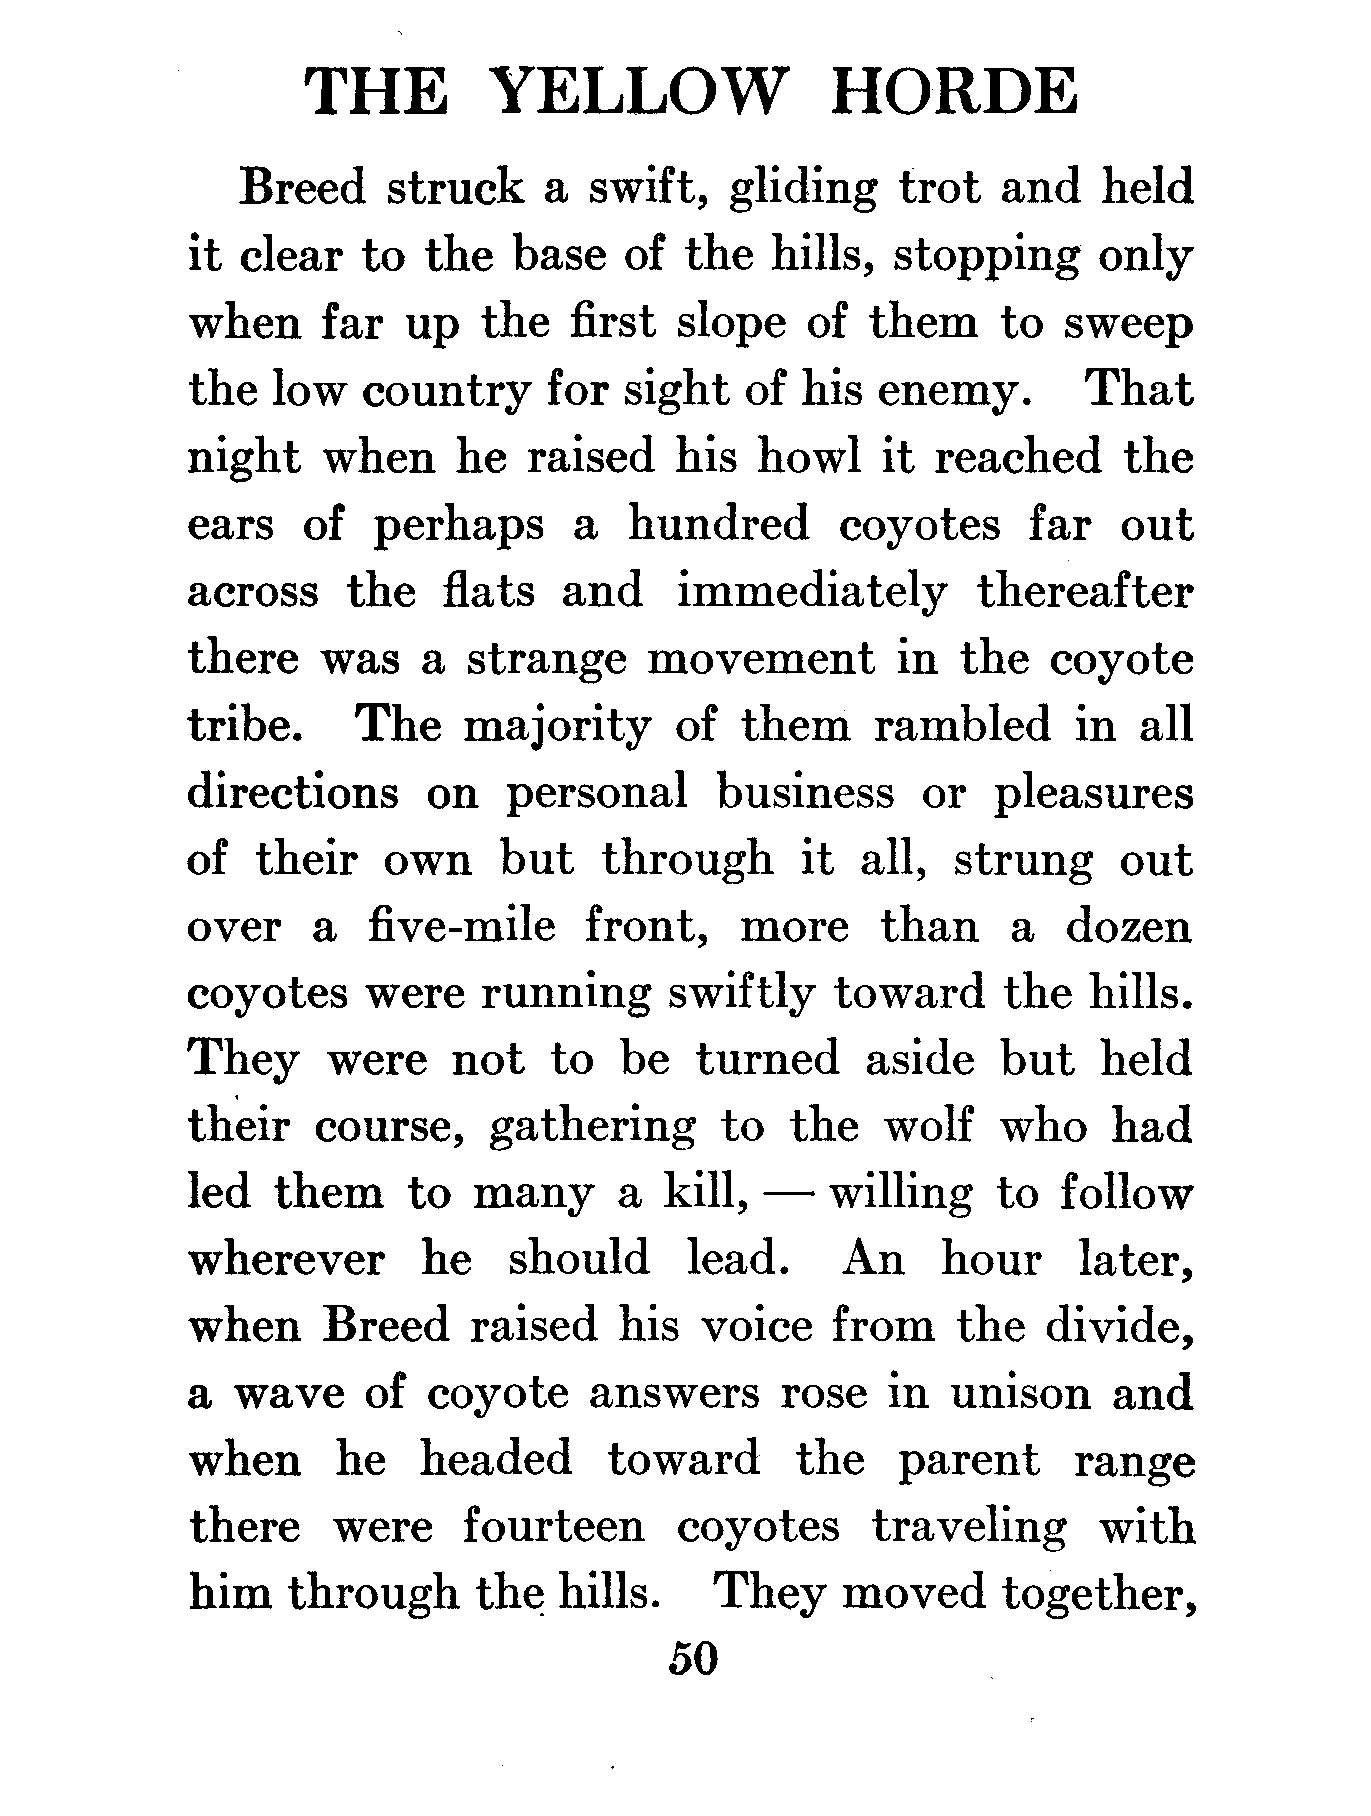 THE YELLOW HORDE
Breed struck a swift, gliding trot and held
it clear to the base of the hills, stopping only
when far up the first slope of them to sweep
the low country for sight of his enemy. That
night when he raised his howl it reached the
ears of perhaps a hundred coyotes far out
across the flats and immediately thereafter
there was a strange movement in the coyote
tribe. The majority of them rambled in all
directions on personal business or pleasures
of their own but through it all, strung out
over a five-mile front, more than a dozen
coyotes were running swiftly toward the hills.
They were not to be turned aside but held
their course, gathering to the wolf who had
led them to many a kill, — willing to follow
wherever he should lead. An hour later,
when Breed raised his voice from the divide,
a wave of coyote answers rose in unison and
when he headed toward the parent range
there were fourteen coyotes traveling with
him through the hills. They moved together,
50